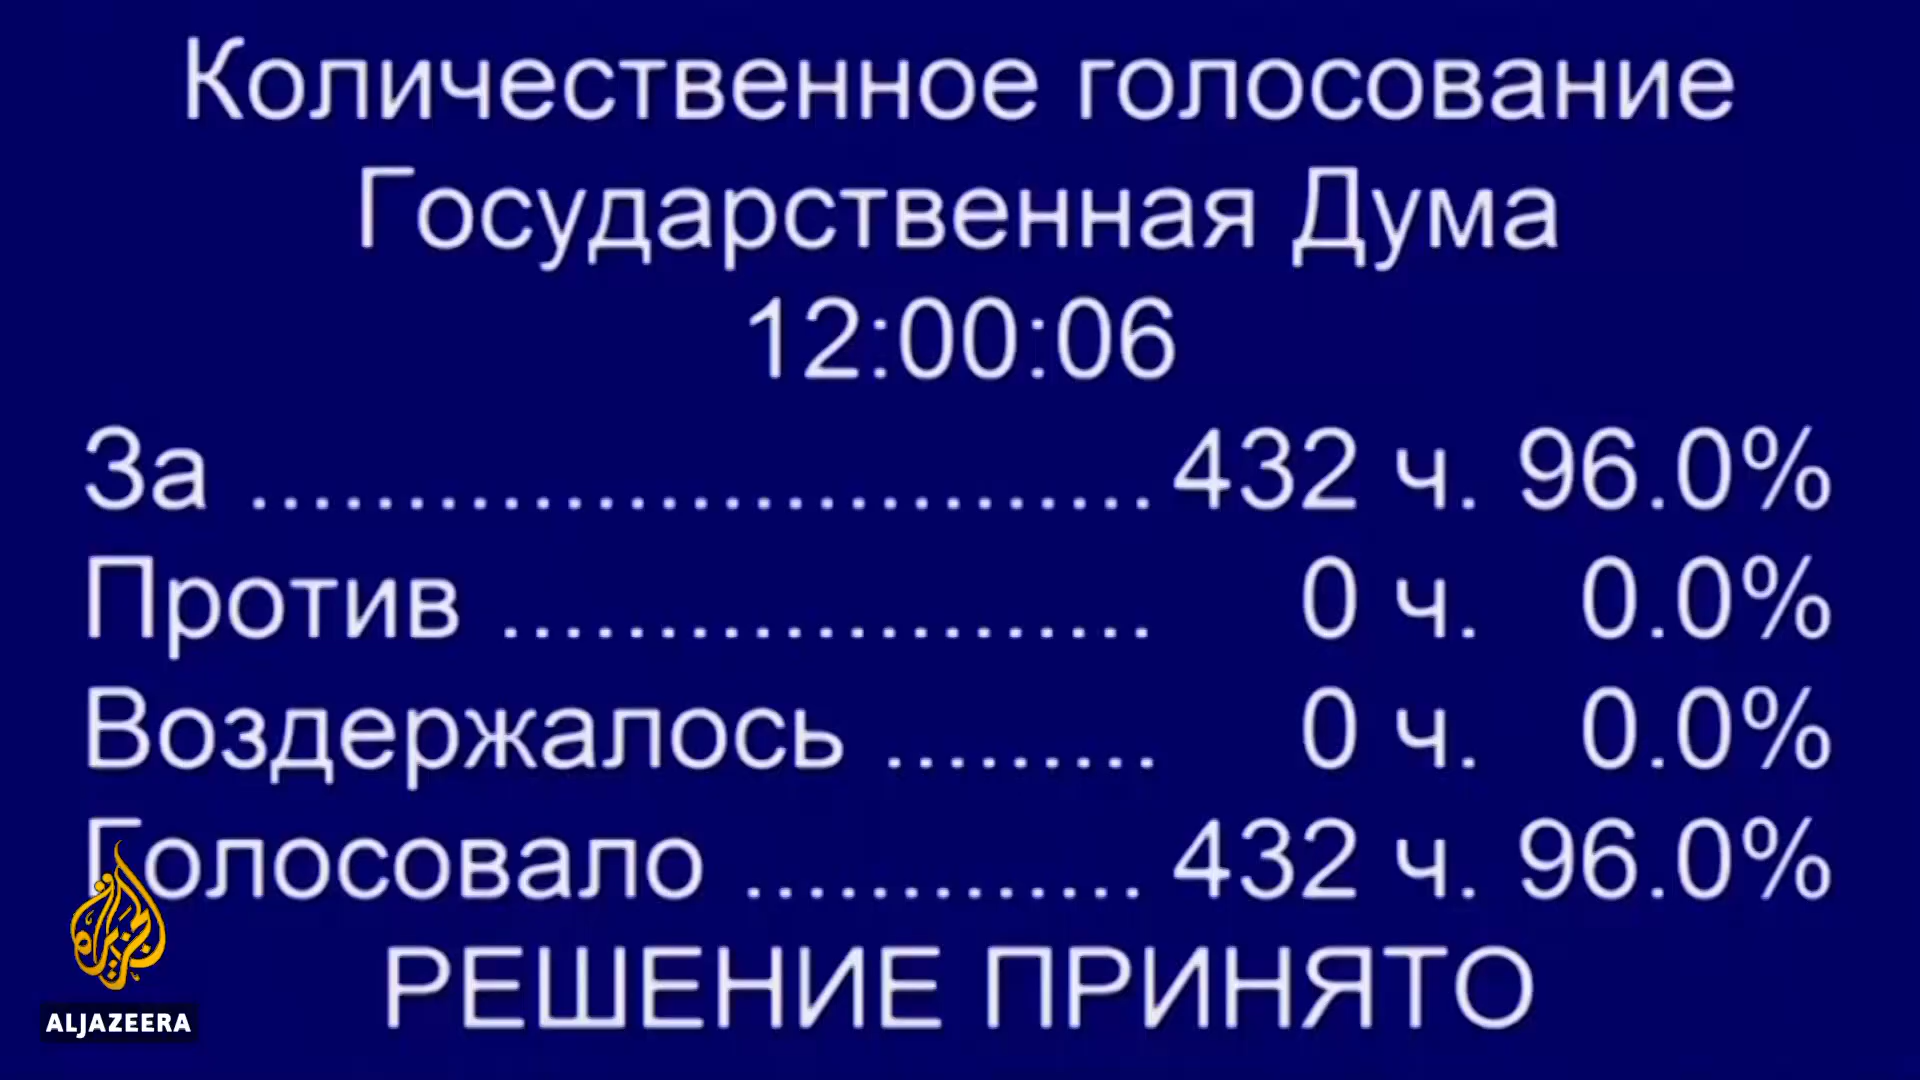 Количественное голосование
Государственная Дума
12:00:06
За ............................. 432 ч. 96.0%
Против ..................... 0 ч. 0.0%
Воздержалось ......... 0 ч. 0.0%
Голосовало ............. 432 ч. 96.0%
РЕШЕНИЕ ПРИНЯТО
الجزيرة
ALJAZEERA